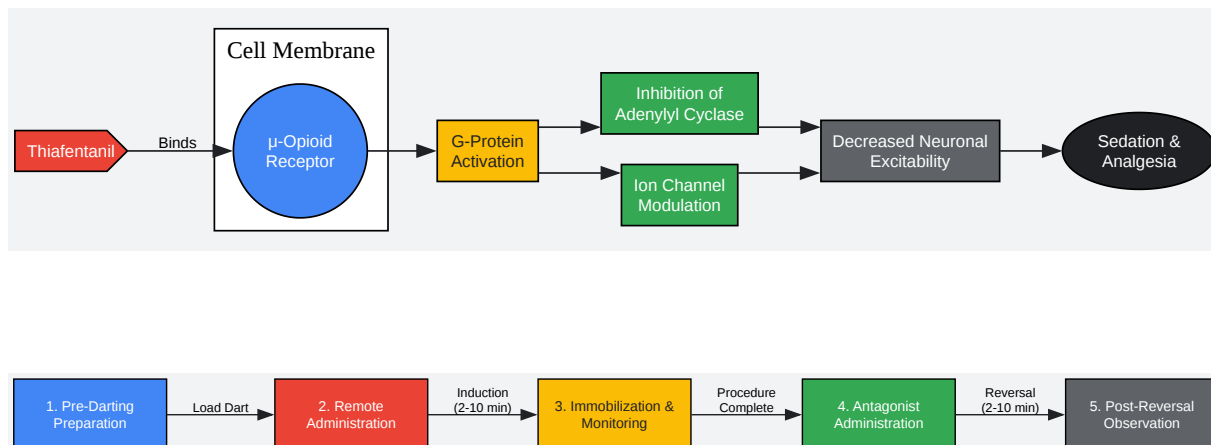 Cell Membrane
Thiafentanil
Binds
μ-Opioid
Receptor
G-Protein
Activation
Inhibition of
Adenylyl Cyclase
Ion Channel
Modulation
Decreased Neuronal
Excitability
Sedation &
Analgesia
1. Pre-Darting
Preparation
Load Dart
2. Remote
Administration
Induction
(2-10 min)
3. Immobilization &
Monitoring
Procedure
Complete
4. Antagonist
Administration
Reversal
(2-10 min)
5. Post-Reversal
Observation